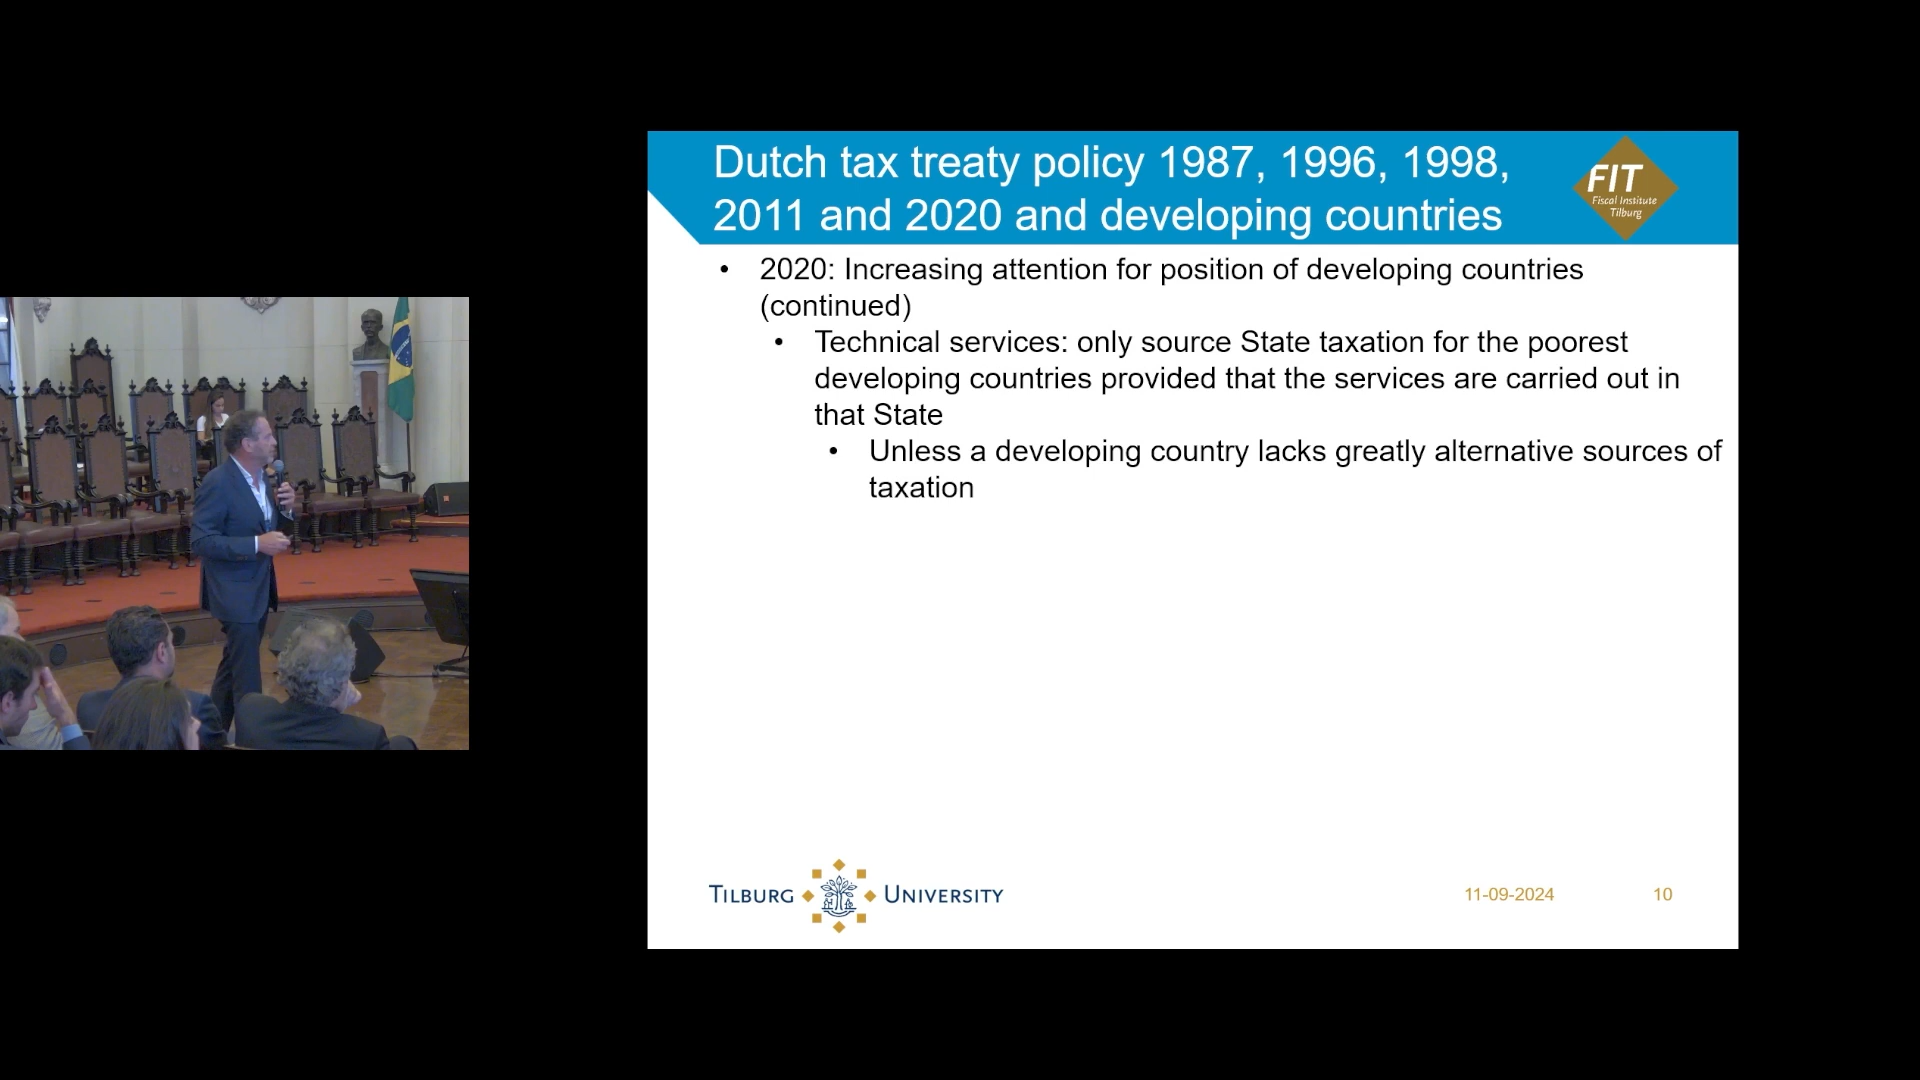 Dutch tax treaty policy 1987, 1996, 1998,
2011 and 2020 and developing countries
FIT
Fiscal Institute
Tilburg
• 2020: Increasing attention for position of developing countries
(continued)
• Technical services: only source State taxation for the poorest
developing countries provided that the services are carried out in
that State
• Unless a developing country lacks greatly alternative sources of
taxation
TILBURG UNIVERSITY
11-09-2024
10